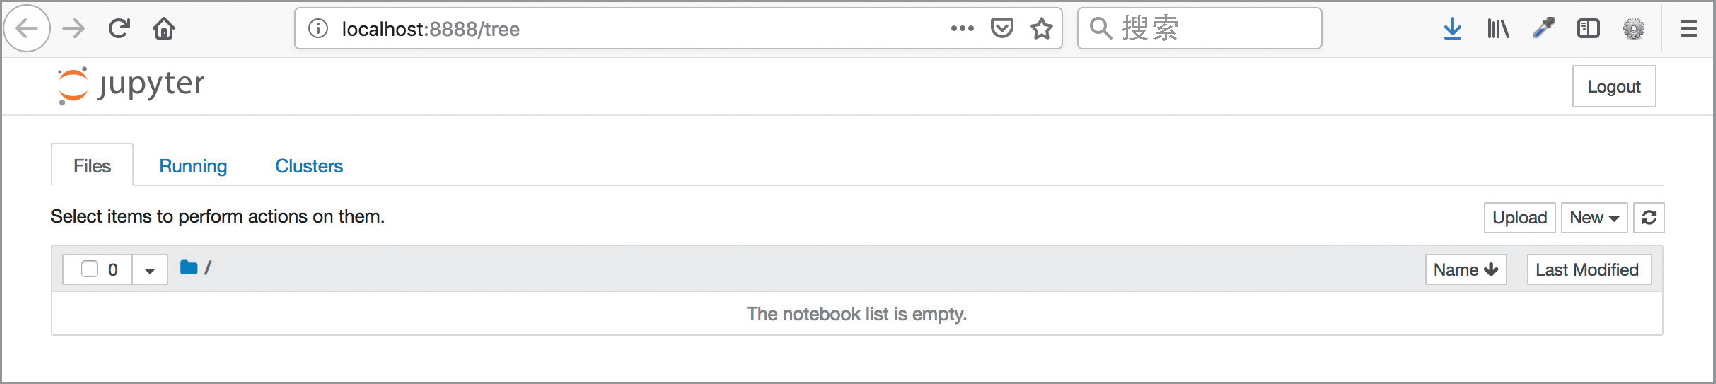 localhost:8888/tree
搜索
jupyter
Logout
Files Running Clusters
Select items to perform actions on them.
Upload New
0 /
Name Last Modified
The notebook list is empty.